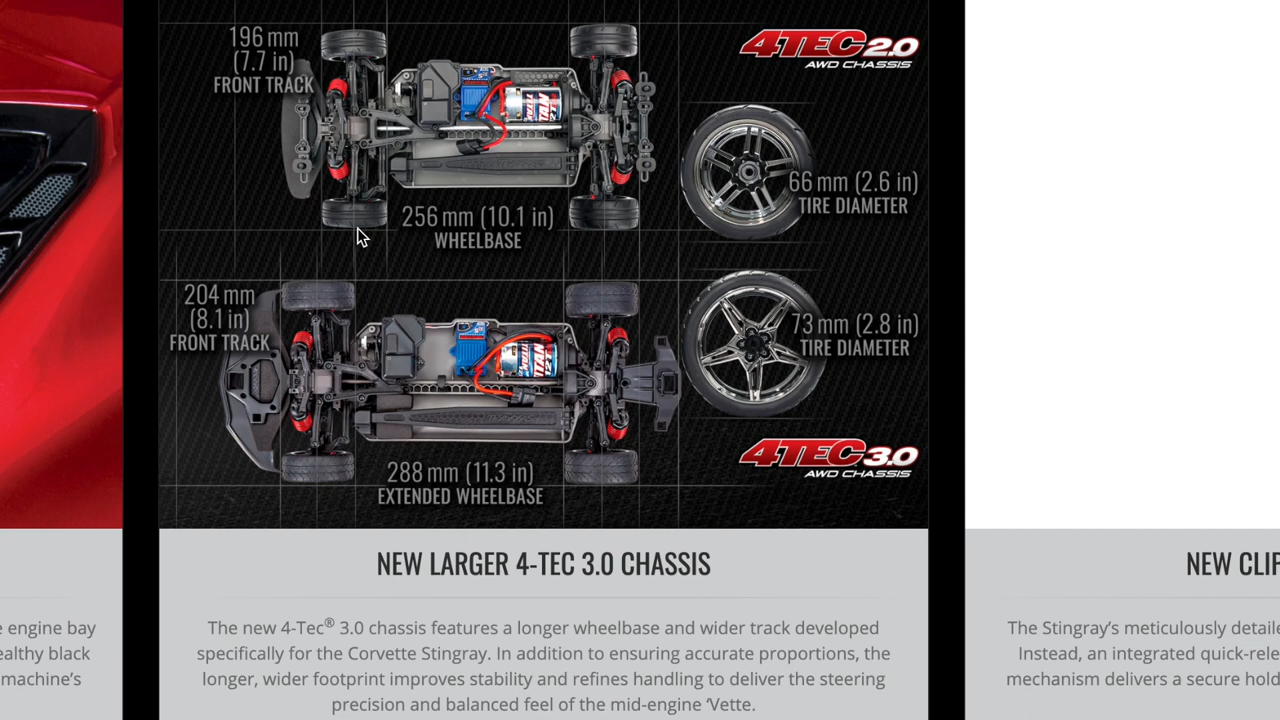 196 mm
(7.7 in)
FRONT TRACK
4TEC 2.0
AWD CHASSIS
TITAN 12T
66 mm (2.6 in)
TIRE DIAMETER
256 mm (10.1 in)
WHEELBASE
204 mm
(8.1 in)
FRONT TRACK
TITAN 12T
73 mm (2.8 in)
TIRE DIAMETER
4TEC 3.0
AWD CHASSIS
288 mm (11.3 in)
EXTENDED WHEELBASE
NEW LARGER 4-TEC 3.0 CHASSIS
The new 4-Tec® 3.0 chassis features a longer wheelbase and wider track developed
specifically for the Corvette Stingray. In addition to ensuring accurate proportions, the
longer, wider footprint improves stability and refines handling to deliver the steering
precision and balanced feel of the mid-engine ‘Vette.
engine bay
ealthy black
machine’s
NEW CLIP
The Stingray’s meticulously detaile
Instead, an integrated quick-rele
mechanism delivers a secure hold